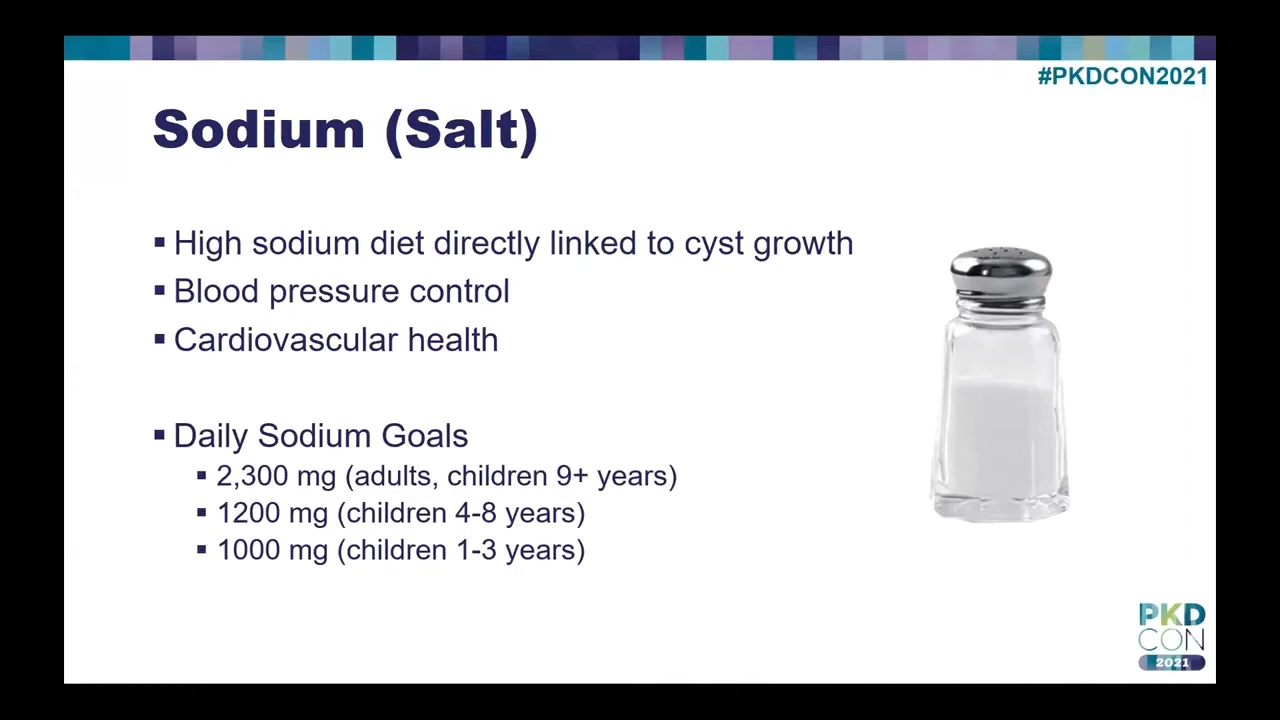 #PKDCON2021
Sodium (Salt)
▪ High sodium diet directly linked to cyst growth
▪ Blood pressure control
▪ Cardiovascular health
▪ Daily Sodium Goals
▪ 2,300 mg (adults, children 9+ years)
▪ 1200 mg (children 4-8 years)
▪ 1000 mg (children 1-3 years)
PKD
CON
2021